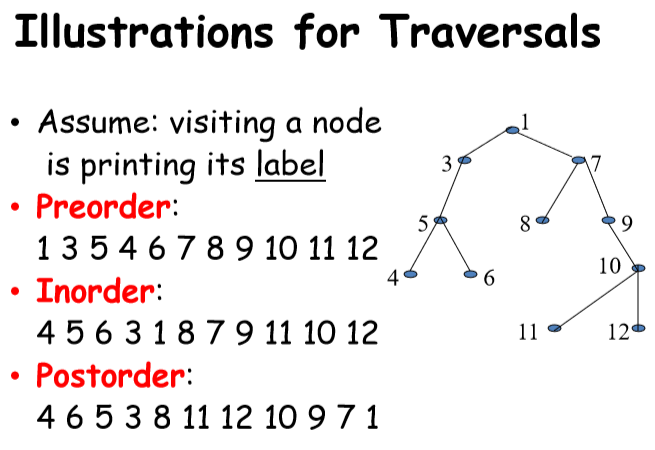 Illustrations for Traversals
• Assume: visiting a node
is printing its label
• Preorder:
1 3 5 4 6 7 8 9 10 11 12
• Inorder:
4 5 6 3 1 8 7 9 11 10 12
• Postorder:
4 6 5 3 8 11 12 10 9 7 1
1
3
7
5
8
9
4
6
10
11
12